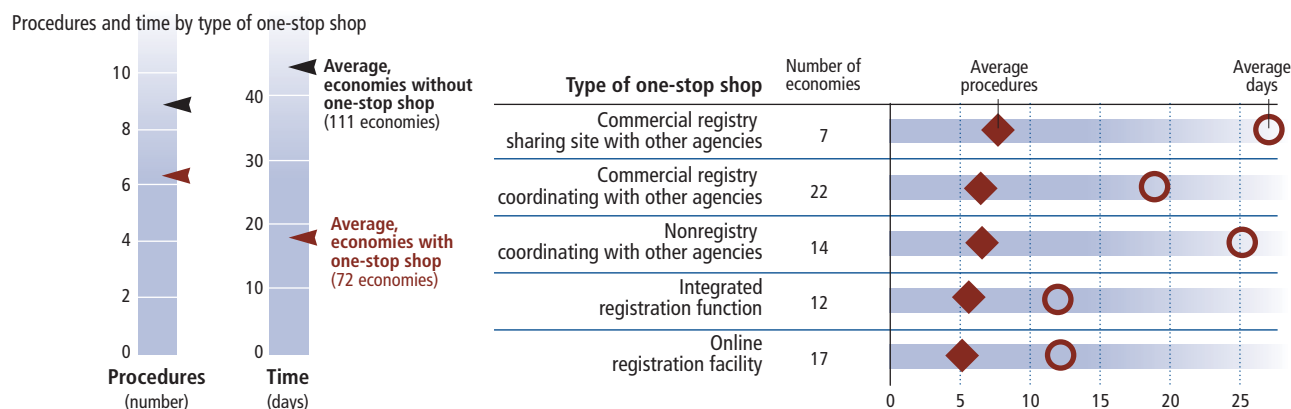 Procedures and time by type of one-stop shop
10
8
6
4
2
0
Procedures
(number)
40
30
20
10
0
Time
(days)
Average,
economies without
one-stop shop
(111 economies)
Average,
economies with
one-stop shop
(72 economies)
Type of one-stop shop
Number of
economies
Average
procedures
Average
days
Commercial registry
sharing site with other agencies
7
Commercial registry
coordinating with other agencies
22
Nonregistry
coordinating with other agencies
14
Integrated
registration function
12
Online
registration facility
17
0 5 10 15 20 25